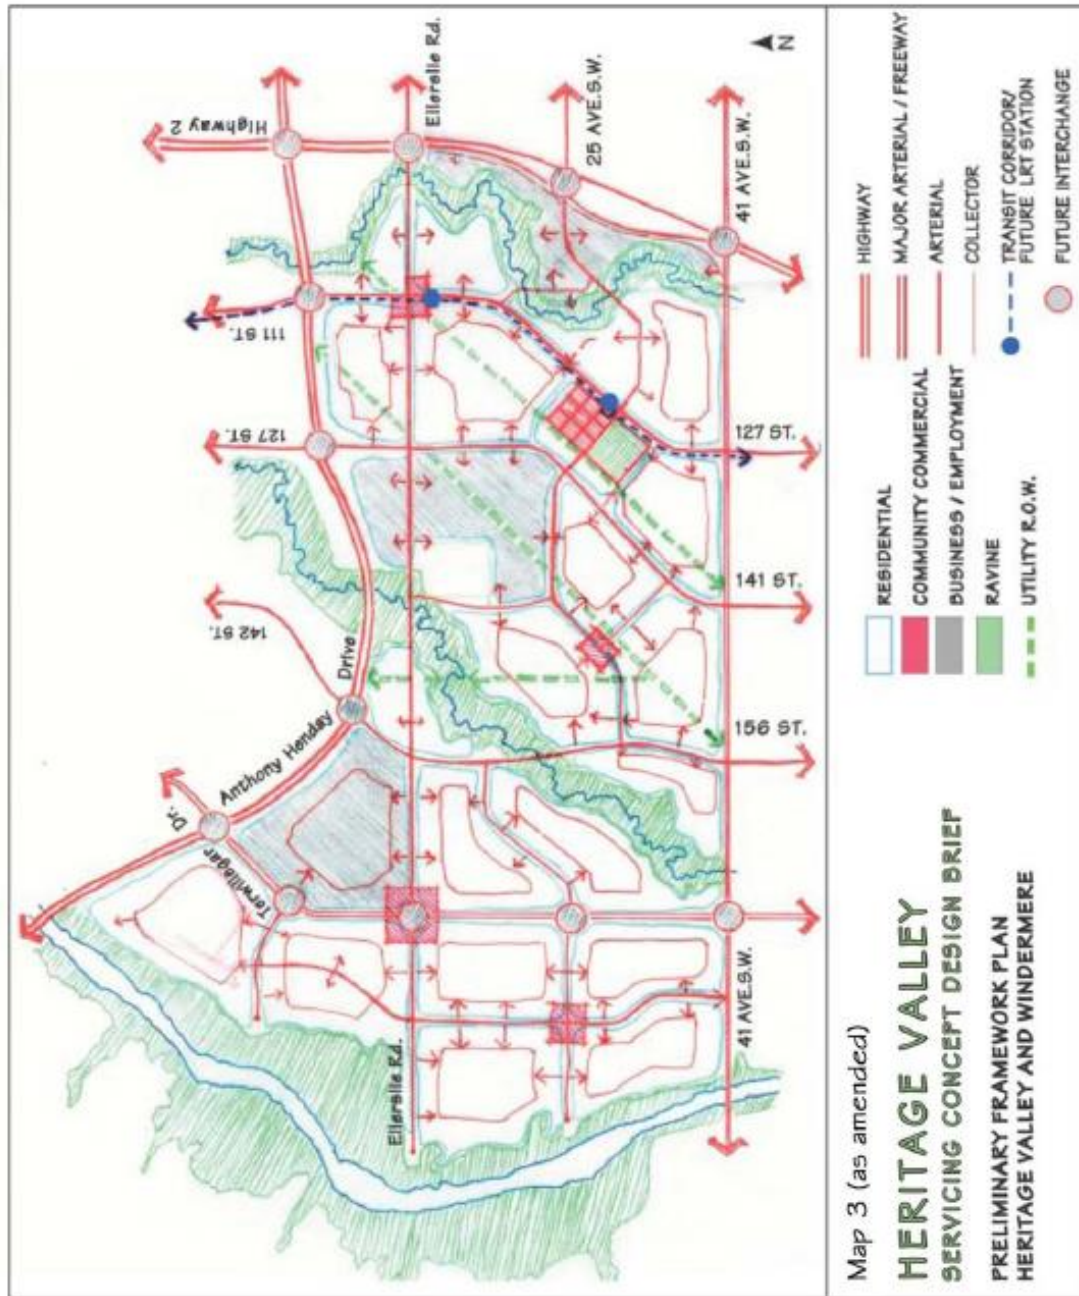 Highway 2
Ellerslie Rd.
25 AVE.S.W.
41 AVE.S.W.
N
111 ST.
127 ST.
142 ST.
Anthony Henday
Drive
Terwillegar
Dr.
127 ST.
141 ST.
156 ST.
Ellerslie Rd.
41 AVE.S.W.
Map 3 (as amended)
HERITAGE VALLEY
SERVICING CONCEPT DESIGN BRIEF
PRELIMINARY FRAMEWORK PLAN
HERITAGE VALLEY AND WINDERMERE
RESIDENTIAL
COMMUNITY COMMERCIAL
BUSINESS / EMPLOYMENT
RAVINE
UTILITY R.O.W.
HIGHWAY
MAJOR ARTERIAL / FREEWAY
ARTERIAL
COLLECTOR
TRANSIT CORRIDOR/
FUTURE LRT STATION
FUTURE INTERCHANGE